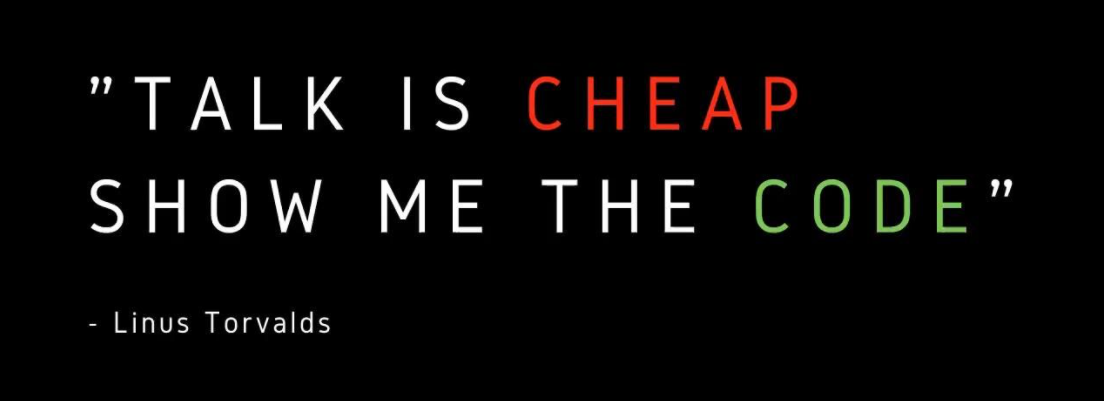 ”TALK IS CHEAP
SHOW ME THE CODE”
- Linus Torvalds